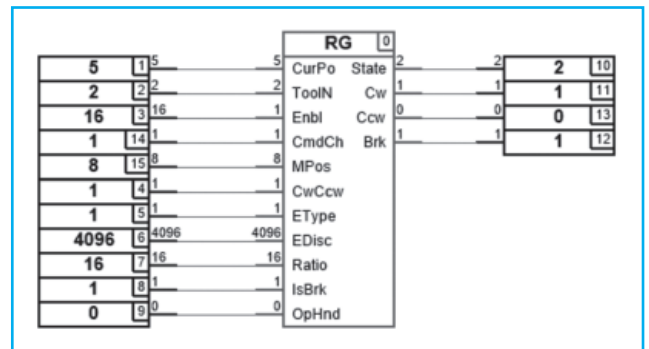 RG 0
5 1 5 5 CurPo State 2 2 2 10
2 2 2 2 ToolN Cw 1 1 1 11
16 3 16 1 Enbl Ccw 0 0 0 13
1 14 1 1 CmdCh Brk 1 1 1 12
8 15 8 8 MPos
1 4 1 1 CwCcw
1 5 1 1 EType
4096 6 4096 4096 EDisc
16 7 16 16 Ratio
1 8 1 1 IsBrk
0 9 0 0 OpHnd